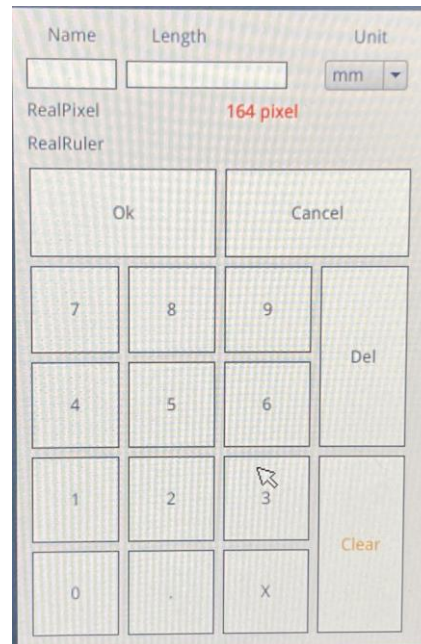 Name Length Unit
mm
RealPixel 164 pixel
RealRuler
Ok Cancel
7 8 9
Del
4 5 6
1 2 3
Clear
0 . X